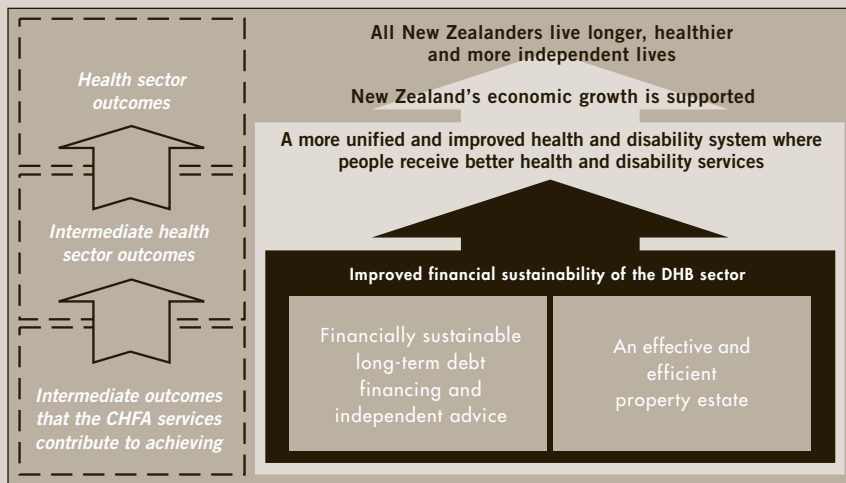 Health sector
outcomes
Intermediate health
sector outcomes
Intermediate outcomes
that the CHFA services
contribute to achieving
All New Zealanders live longer, healthier
and more independent lives
New Zealand's economic growth is supported
A more unified and improved health and disability system where
people receive better health and disability services
Improved financial sustainability of the DHB sector
Financially sustainable
long-term debt
financing and
independent advice
An effective and
efficient
property estate